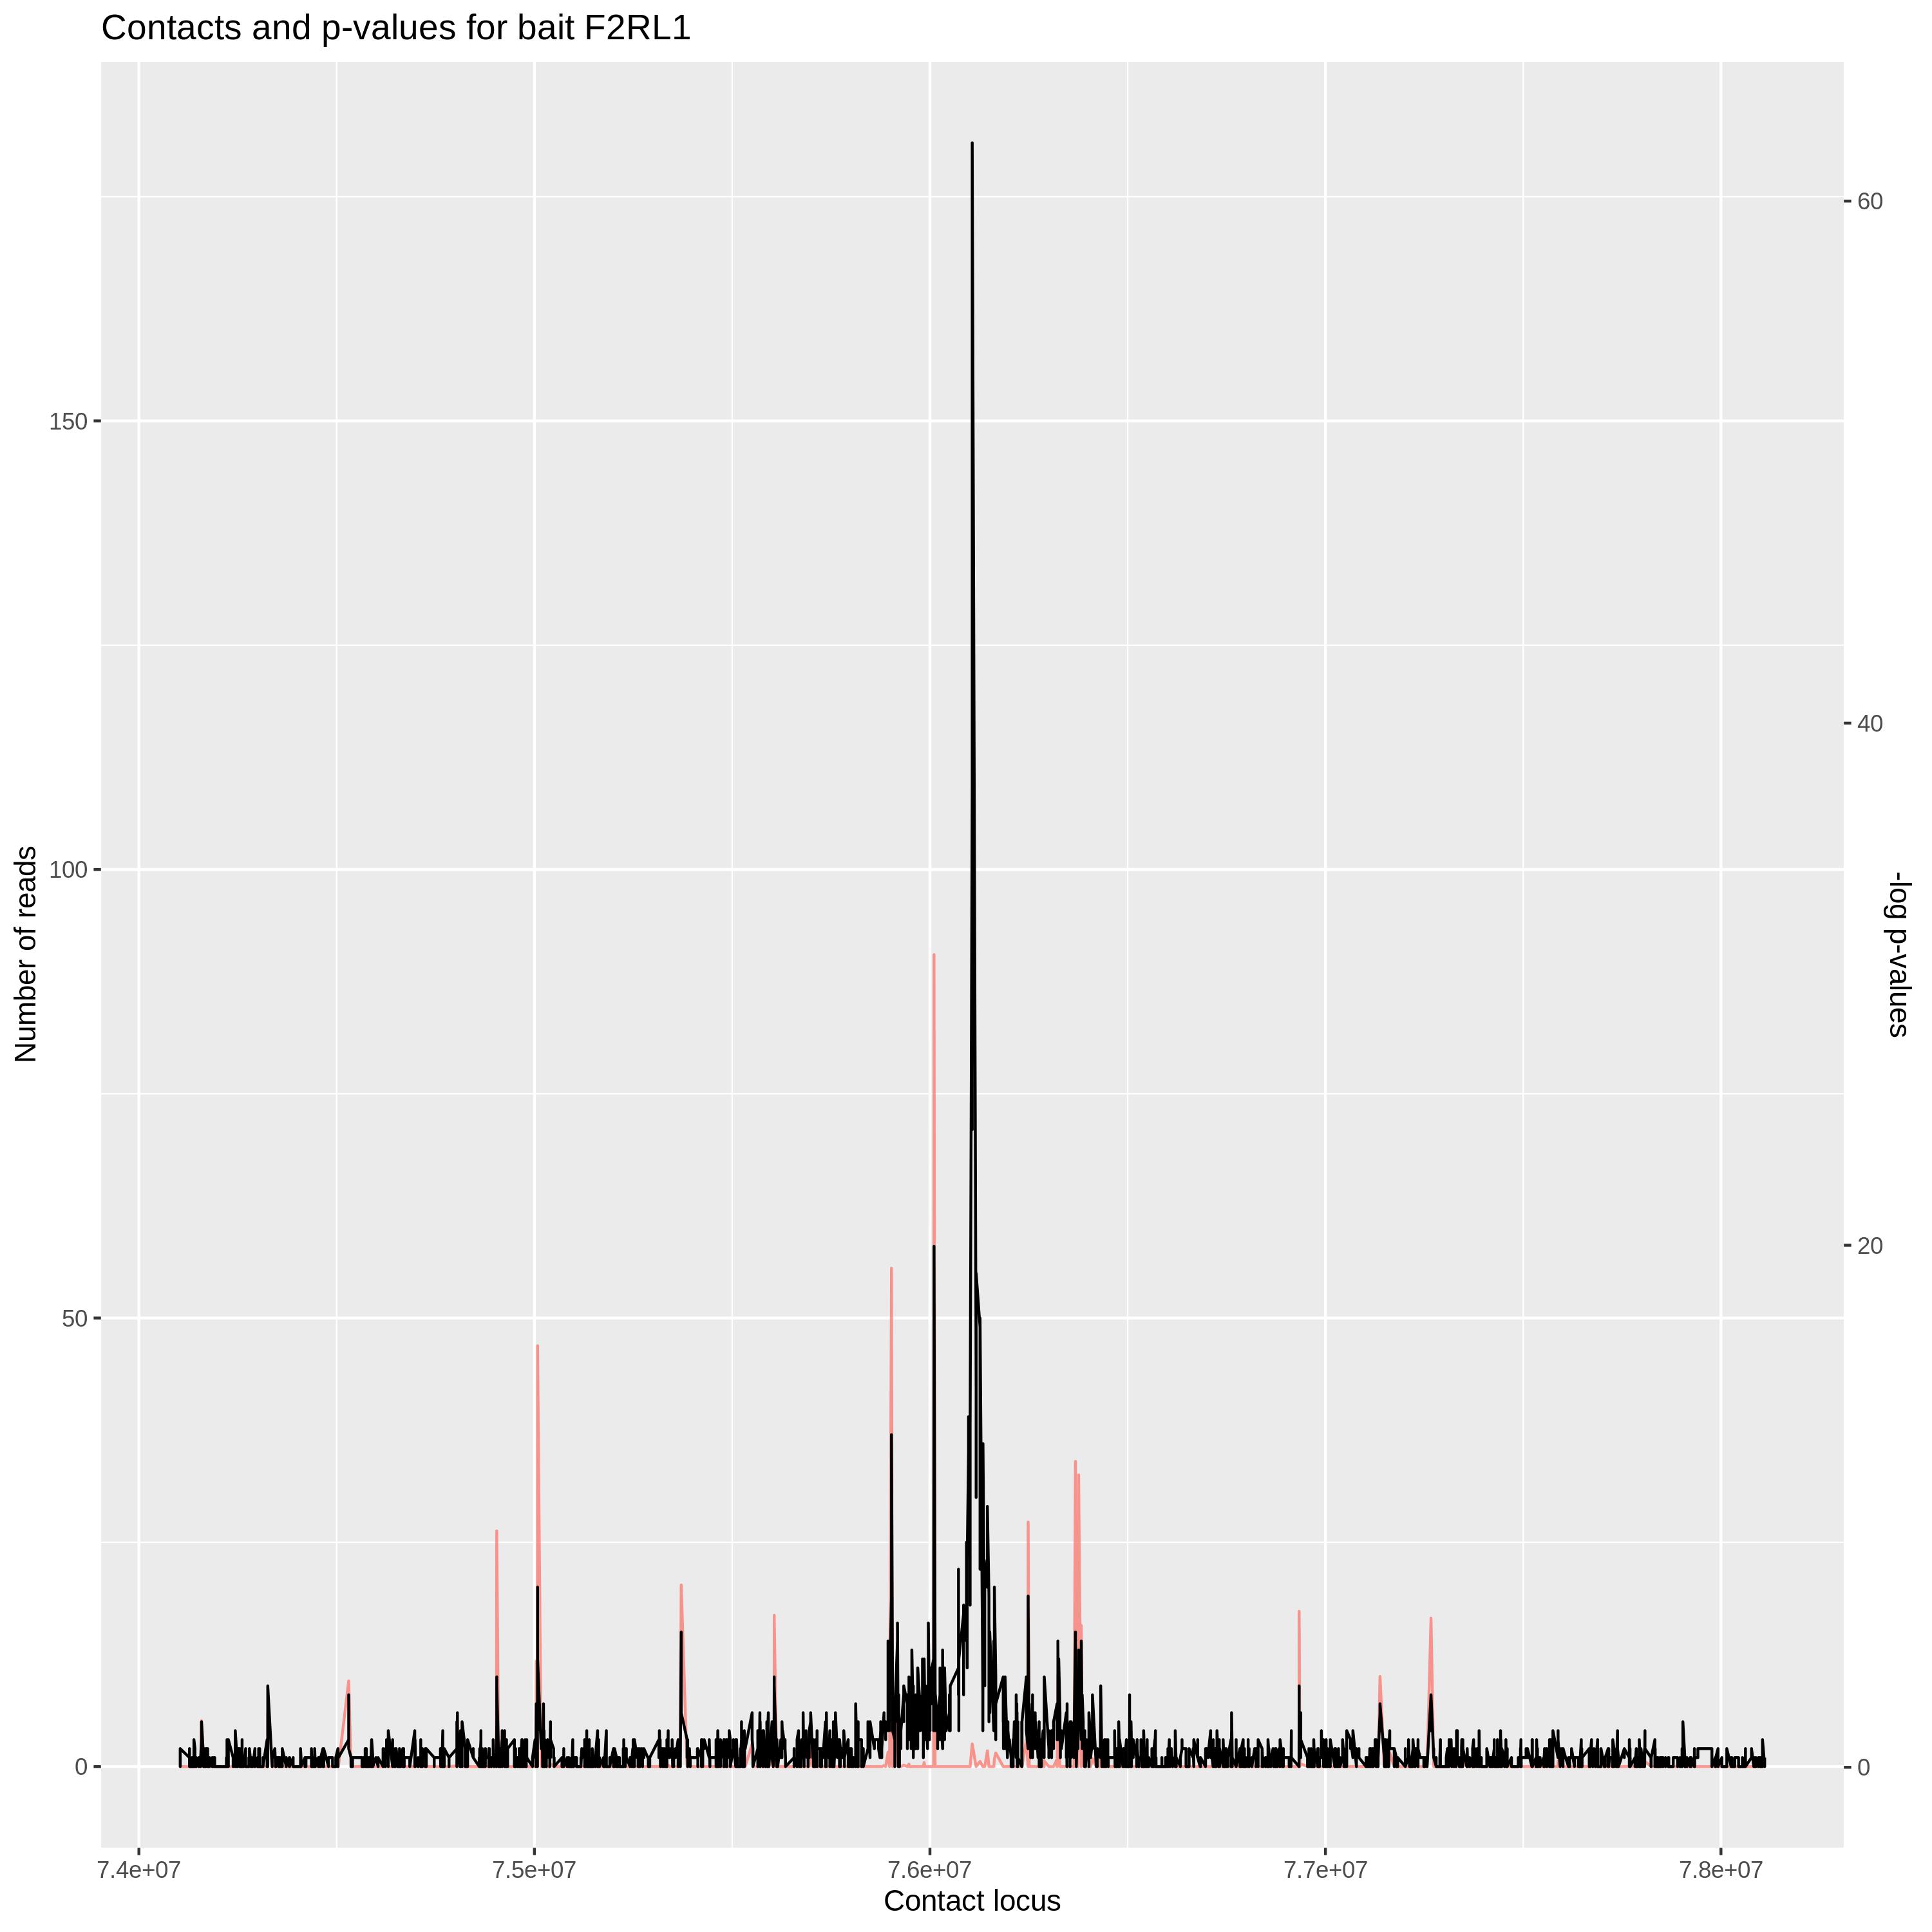 Contacts and p-values for bait F2RL1
Number of reads
150
100
50
0
60
40
20
0
-log p-values
7.4e+07 7.5e+07 7.6e+07 7.7e+07 7.8e+07
Contact locus